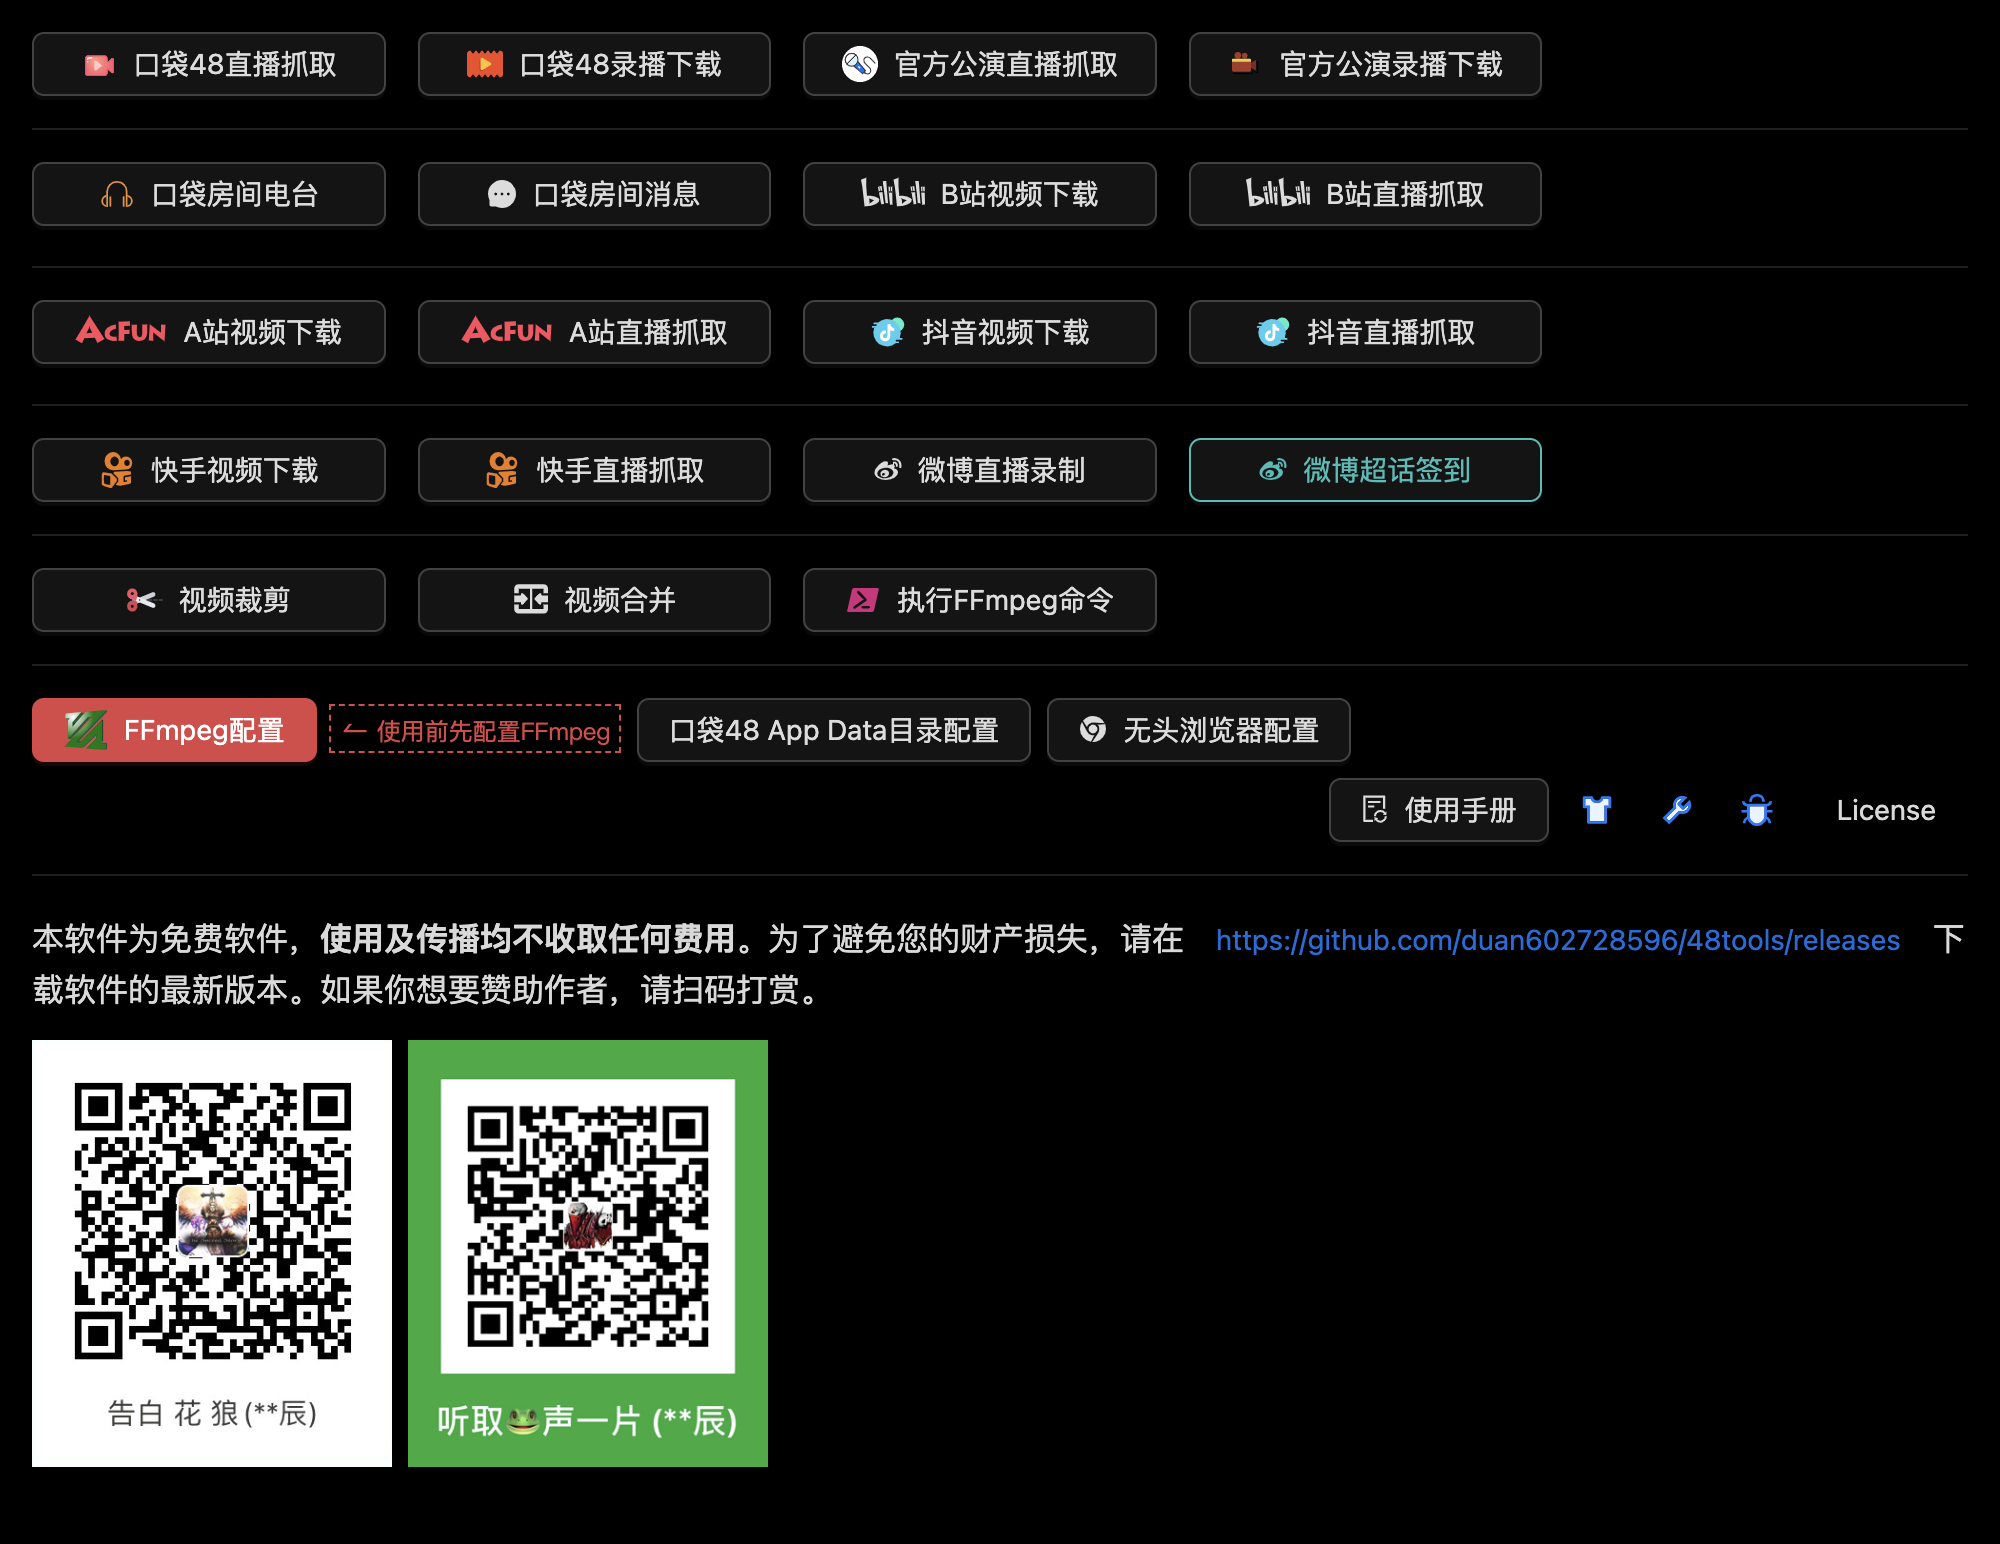 口袋48直播抓取 口袋48录播下载 官方公演直播抓取 官方公演录播下载
口袋房间电台 口袋房间消息 bilibili B站视频下载 bilibili B站直播抓取
AcFun A站视频下载 AcFun A站直播抓取 抖音视频下载 抖音直播抓取
快手视频下载 快手直播抓取 微博直播录制 微博超话签到
视频裁剪 视频合并 执行FFmpeg命令
FFmpeg配置 使用前先配置FFmpeg 口袋48 App Data目录配置 无头浏览器配置
使用手册 License
本软件为免费软件，使用及传播均不收取任何费用。为了避免您的财产损失，请在 https://github.com/duan602728596/48tools/releases 下
载软件的最新版本。如果你想要赞助作者，请扫码打赏。
告白 花 狼(**辰)
听取🐸声一片 (**辰)